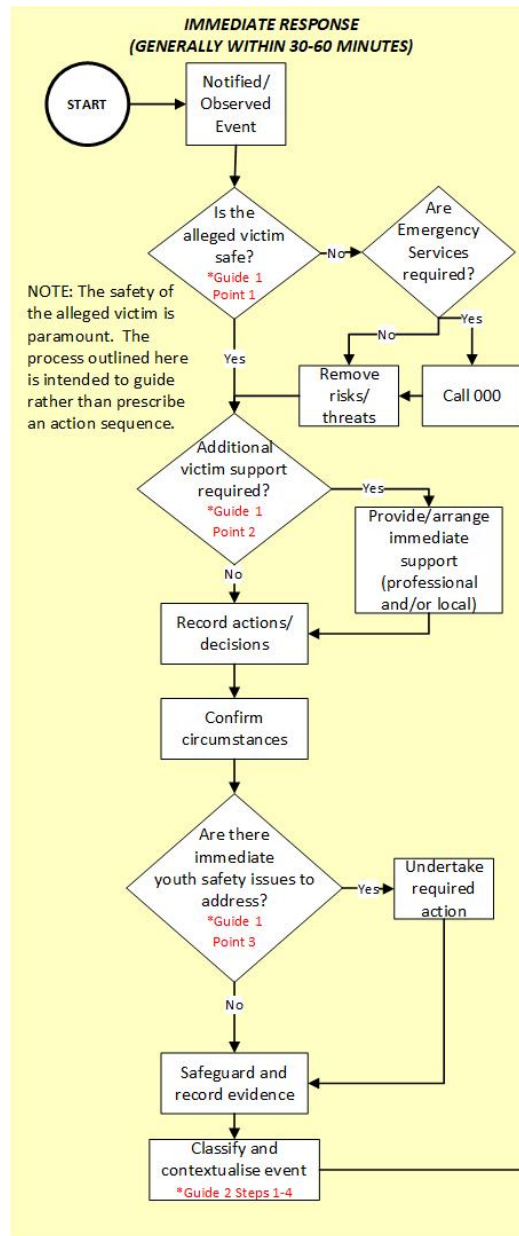 IMMEDIATE RESPONSE
(GENERALLY WITHIN 30-60 MINUTES)
START
Notified/
Observed
Event
Is the
alleged victim
safe?
*Guide 1
Point 1
No
Are
Emergency
Services
required?
NOTE: The safety of
the alleged victim is
paramount.  The
process outlined here
is intended to guide
rather than prescribe
an action sequence.
Yes
No
Yes
Remove
risks/
threats
Call 000
Additional
victim support
required?
*Guide 1
Point 2
Yes
Provide/arrange
immediate
support
(professional
and/or local)
No
Record actions/
decisions
Confirm
circumstances
Are there
immediate
youth safety issues to
address?
*Guide 1
Point 3
Yes
Undertake
required
action
No
Safeguard and
record evidence
Classify and
contextualise event
*Guide 2 Steps 1-4